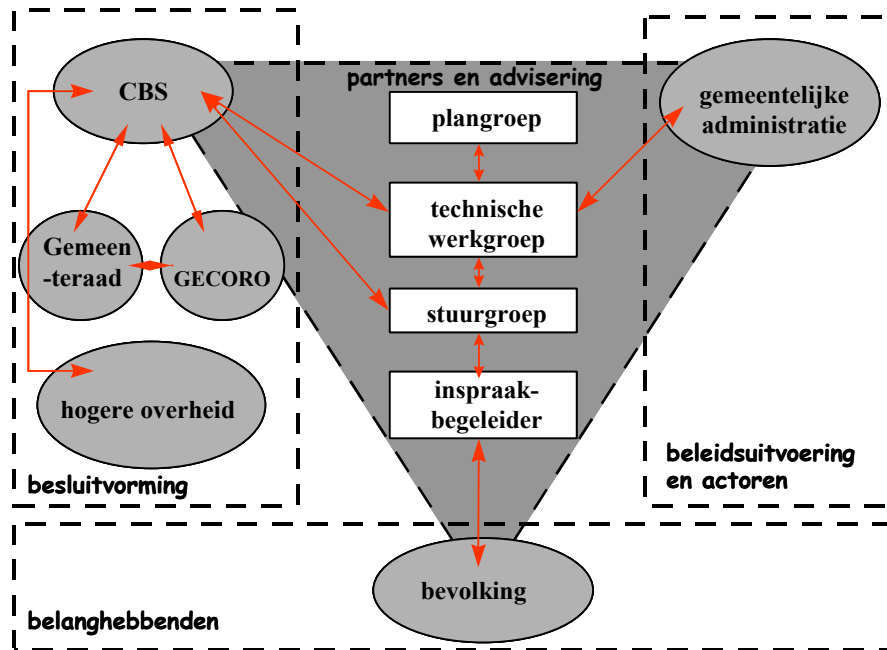 partners en advisering
CBS
plangroep
gemeentelijke
administratie
technische
werkgroep
Gemeen
-teraad
GECORO
stuurgroep
hogere overheid
inspraak-
begeleider
besluitvorming
beleidsuitvoering
en actoren
bevolking
belanghebbenden